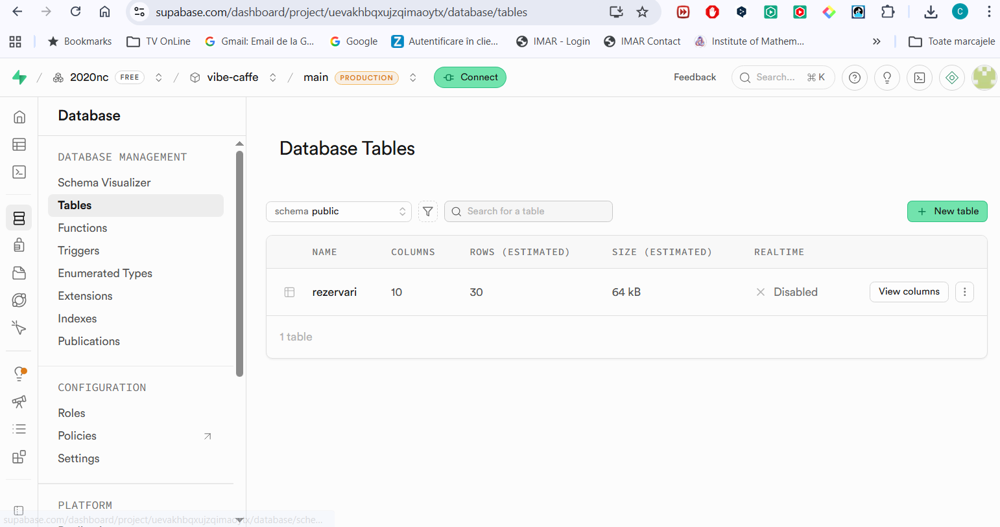 supabase.com/dashboard/project/uevakhbqxujzqimaoytx/database/tables
Bookmarks TV OnLine Gmail: Email de la G... Google Autentificare în clie... IMAR - Login IMAR Contact Institute of Mathem... Toate marcajele
/ 2020nc FREE / vibe-caffe / main PRODUCTION Connect Feedback Search... ⌘ K
C
Database
DATABASE MANAGEMENT
Schema Visualizer
Tables
Functions
Triggers
Enumerated Types
Extensions
Indexes
Publications
CONFIGURATION
Roles
Policies
Settings
PLATFORM
Database Tables
schema public Search for a table New table
NAME COLUMNS ROWS (ESTIMATED) SIZE (ESTIMATED) REALTIME
rezervari 10 30 64 kB Disabled View columns
1 table
supabase.com/dashboard/project/uevakhbqxujzqimaoytx/database/sche...